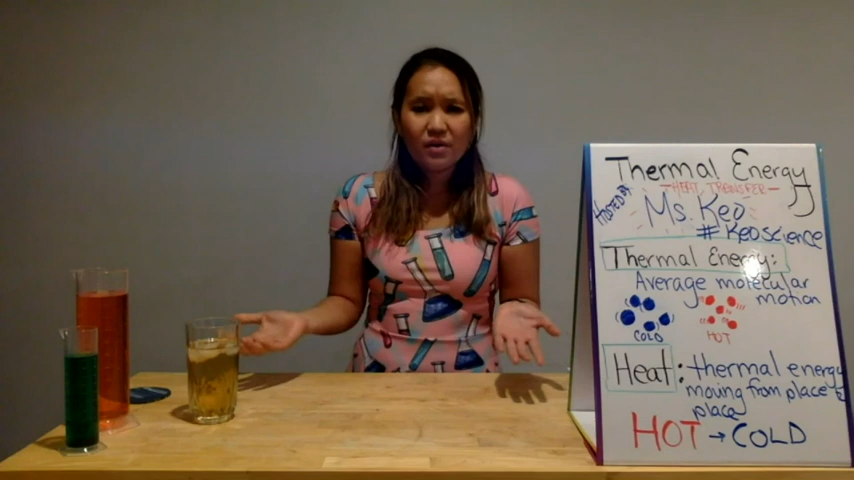 Thermal Energy
- HEAT TRANSFER -
HOSTED BY
Ms. Keo
#Keoscience
Thermal Energy:
Average molecular
motion
COLD
HOT
Heat: thermal energy
moving from place to
place
HOT → COLD